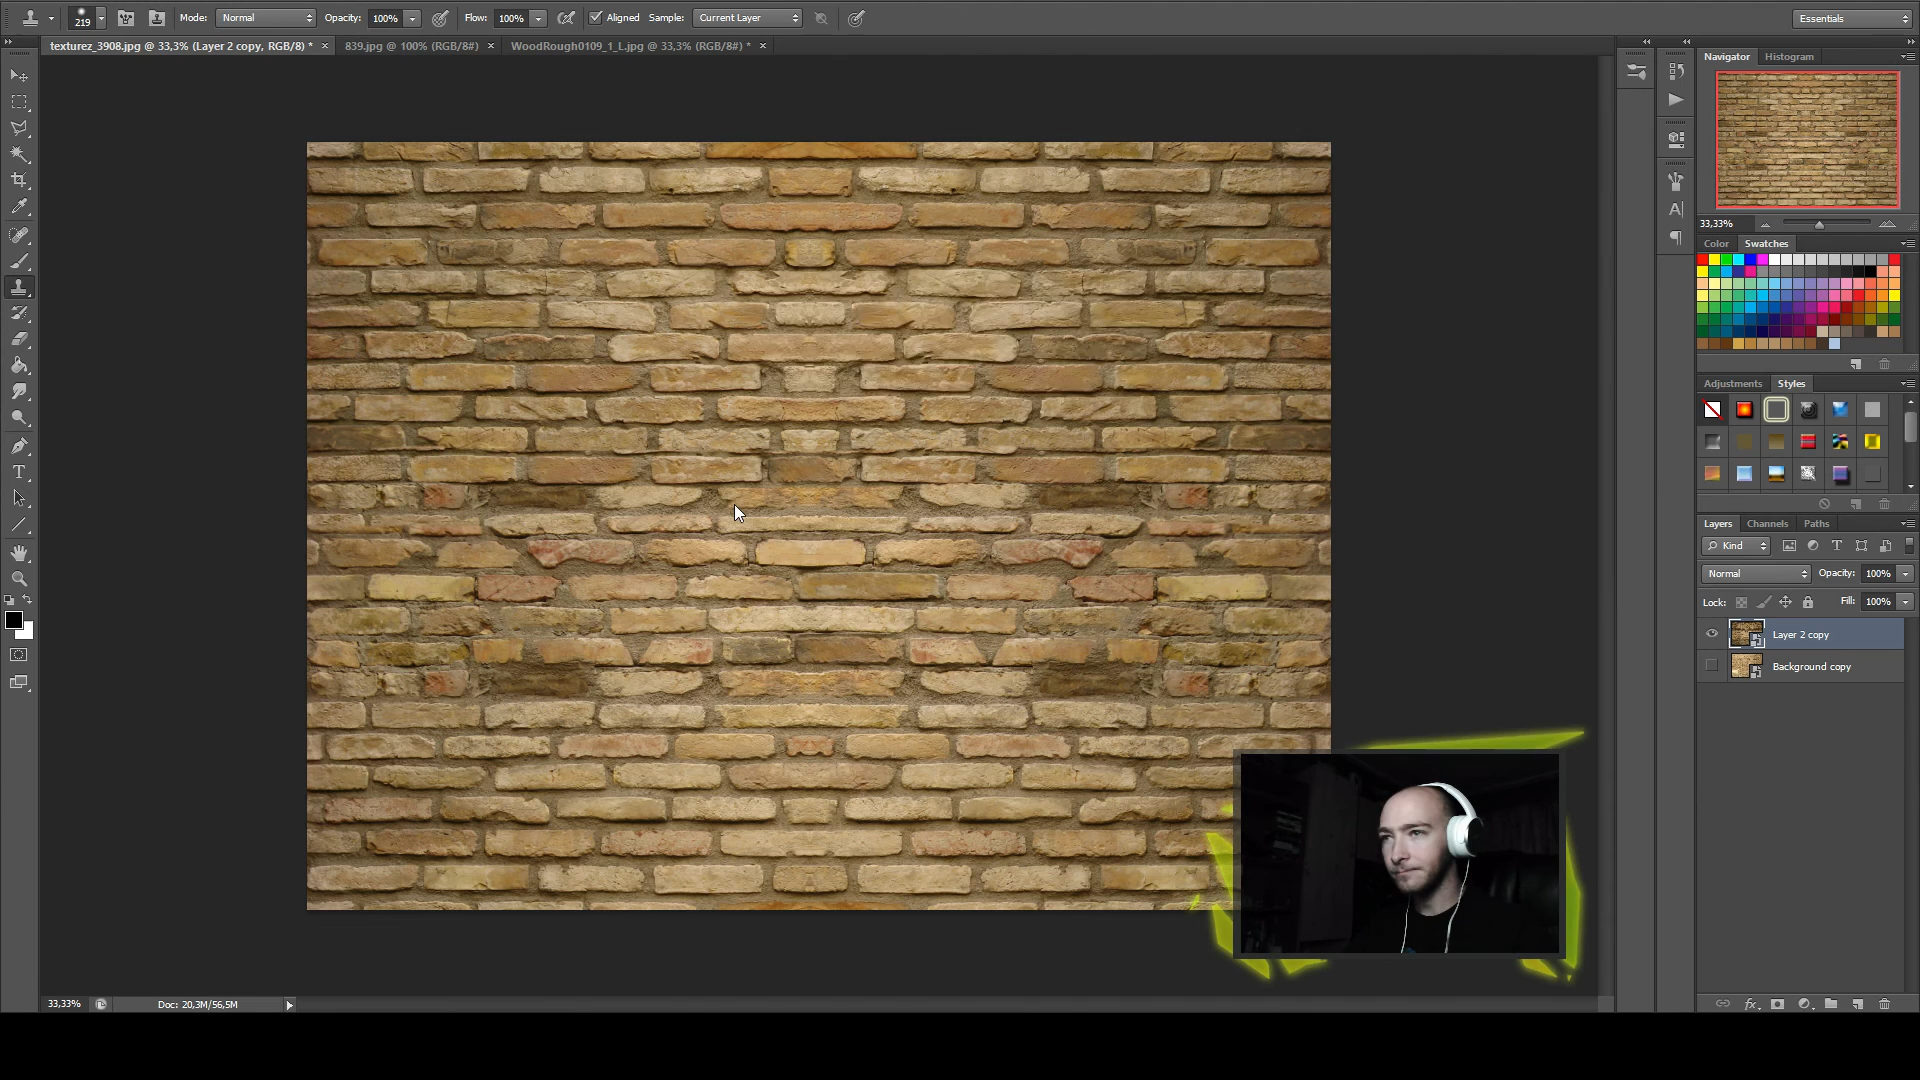 219 Mode: Normal Opacity: 100% Flow: 100% Aligned Sample: Current Layer Essentials
texturez_3908.jpg @ 33,3% (Layer 2 copy, RGB/8) * × 839.jpg @ 100% (RGB/8#) × WoodRough0109_1_L.jpg @ 33,3% (RGB/8#) * ×
Navigator Histogram
33,33%
Color Swatches
Adjustments Styles
Layers Channels Paths
Kind
Normal Opacity: 100%
Lock: Fill: 100%
Layer 2 copy
Background copy
33,33% Doc: 20,3M/56,5M